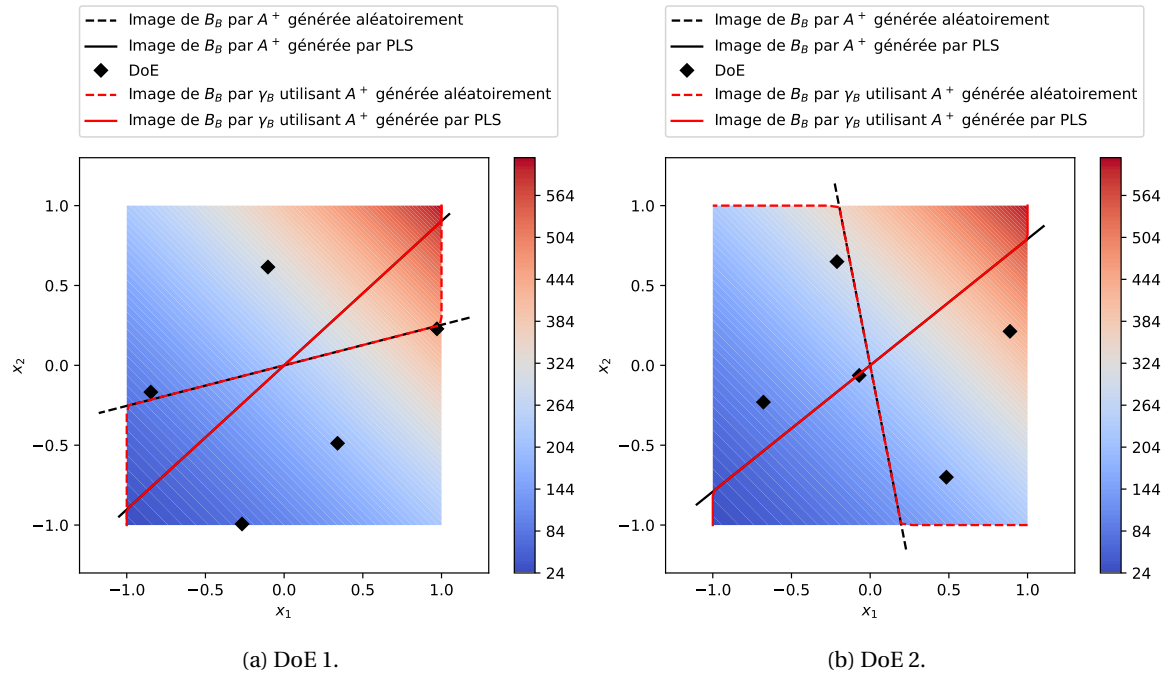 Image de B_B par A^+ générée aléatoirement
Image de B_B par A^+ générée par PLS
DoE
Image de B_B par γ_B utilisant A^+ générée aléatoirement
Image de B_B par γ_B utilisant A^+ générée par PLS
1.0
0.5
0.0
−0.5
−1.0
x_2
−1.0 −0.5 0.0 0.5 1.0
x_1
564
504
444
384
324
264
204
144
84
24
(a) DoE 1.
Image de B_B par A^+ générée aléatoirement
Image de B_B par A^+ générée par PLS
DoE
Image de B_B par γ_B utilisant A^+ générée aléatoirement
Image de B_B par γ_B utilisant A^+ générée par PLS
1.0
0.5
0.0
−0.5
−1.0
x_2
−1.0 −0.5 0.0 0.5 1.0
x_1
564
504
444
384
324
264
204
144
84
24
(b) DoE 2.